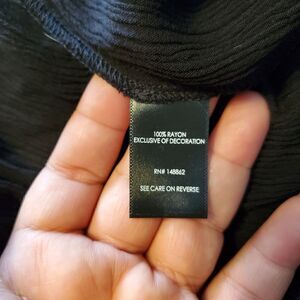 100% RAYON
EXCLUSIVE OF DECORATION
RN# 148862
SEE CARE ON REVERSE